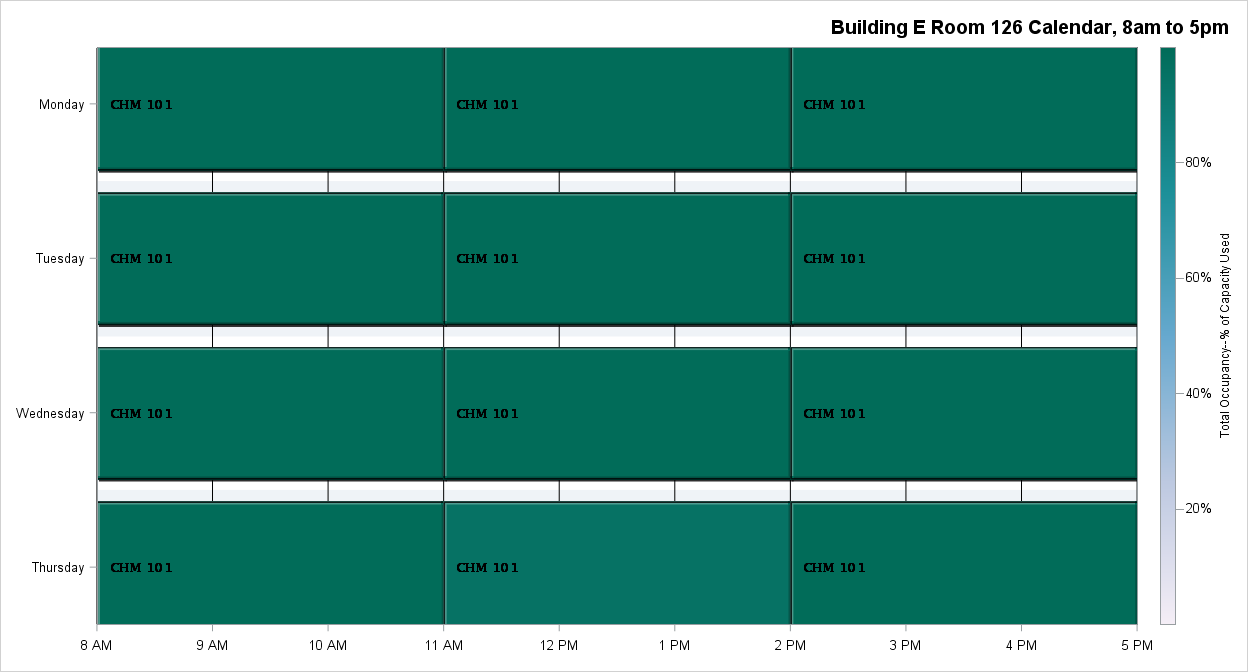 Building E Room 126 Calendar, 8am to 5pm
Monday
CHM 101
CHM 101
CHM 101
Tuesday
CHM 101
CHM 101
CHM 101
Wednesday
CHM 101
CHM 101
CHM 101
Thursday
CHM 101
CHM 101
CHM 101
8 AM
9 AM
10 AM
11 AM
12 PM
1 PM
2 PM
3 PM
4 PM
5 PM
80%
60%
40%
20%
Total Occupancy--% of Capacity Used